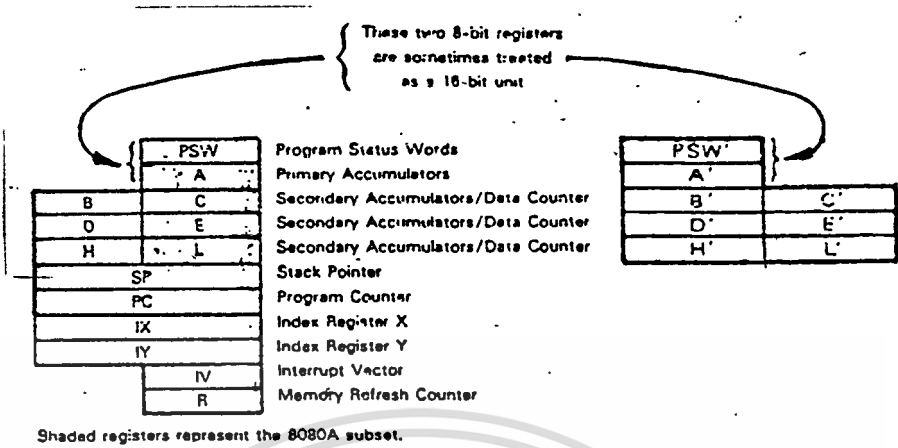 These two 8-bit registers
are sometimes treated
as a 16-bit unit
PSW Program Status Words PSW'
A Primary Accumulators A'
B C Secondary Accumulators/Data Counter B' C'
D E Secondary Accumulators/Data Counter D' E'
H L Secondary Accumulators/Data Counter H' L'
SP Stack Pointer
PC Program Counter
IX Index Register X
IY Index Register Y
IV Interrupt Vector
R Memory Refresh Counter
Shaded registers represent the 8080A subset.